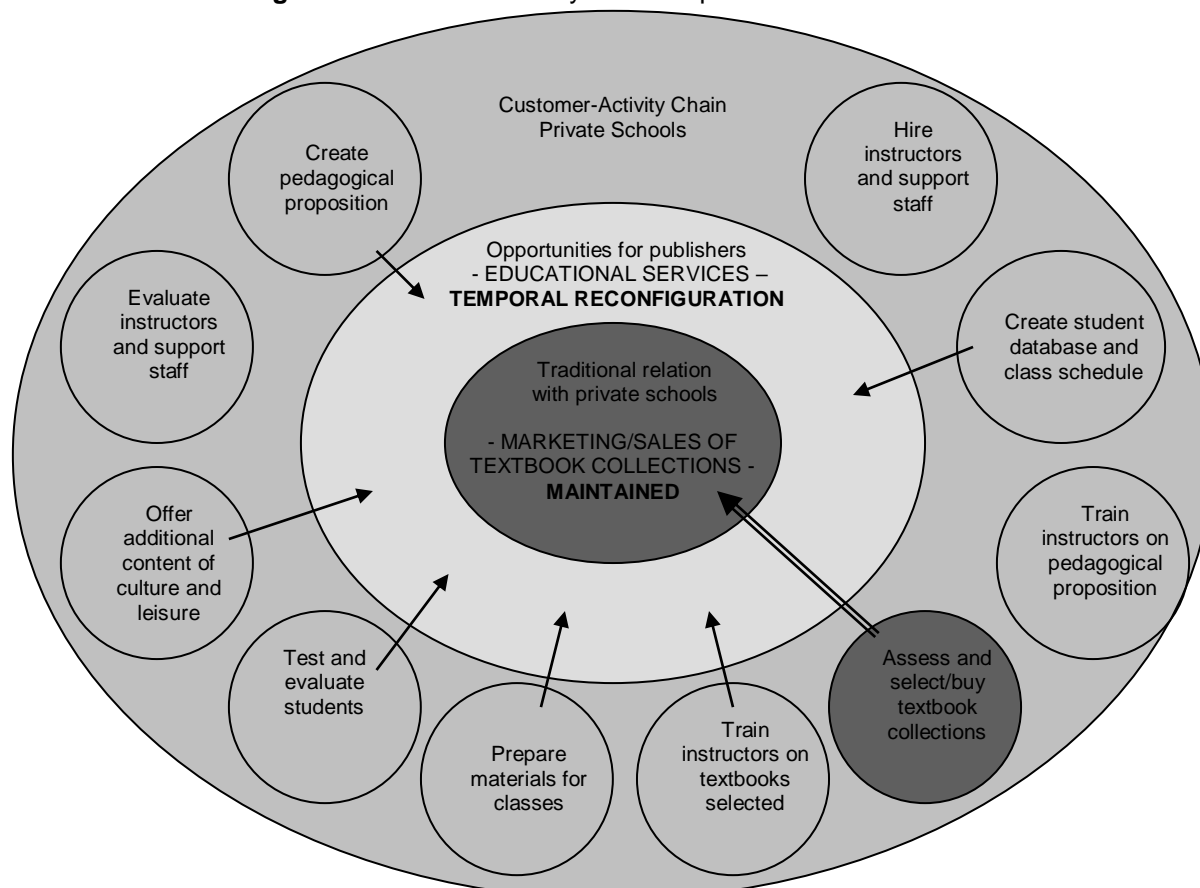 Customer-Activity Chain
Private Schools
Create
pedagogical
proposition
Hire
instructors
and support
staff
Opportunities for publishers
- EDUCATIONAL SERVICES –
TEMPORAL RECONFIGURATION
Evaluate
instructors
and support
staff
Create student
database and
class schedule
Traditional relation
with private schools
- MARKETING/SALES OF
TEXTBOOK COLLECTIONS -
MAINTAINED
Offer
additional
content of
culture and
leisure
Train
instructors on
pedagogical
proposition
Test and
evaluate
students
Assess and
select/buy
textbook
collections
Prepare
materials for
classes
Train
instructors on
textbooks
selected